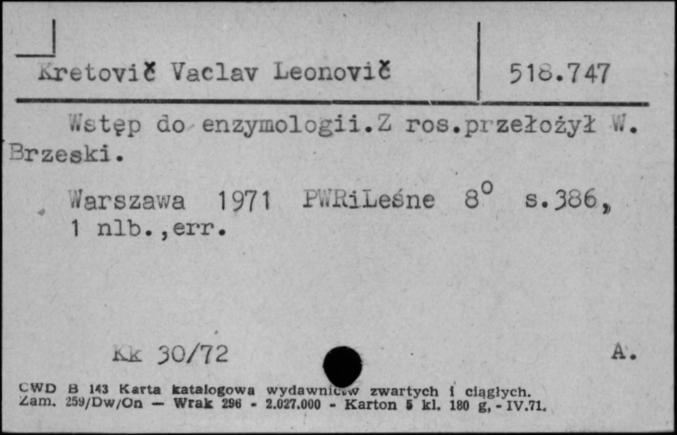 Kretovič Vaclav Leonovič 518.747
Wstęp do enzymologii.Z ros.przełożył W.
Brzeski.
Warszawa 1971 PWRiLeśne 8° s.386,
1 nlb.,err.
Kk 30/72 A.
CWD B 143 Karta katalogowa wydawnictw zwartych i ciągłych.
Zam. 259/Dw/On — Wrak 296 - 2.027.000 - Karton 5 kl. 180 g, - IV.71.